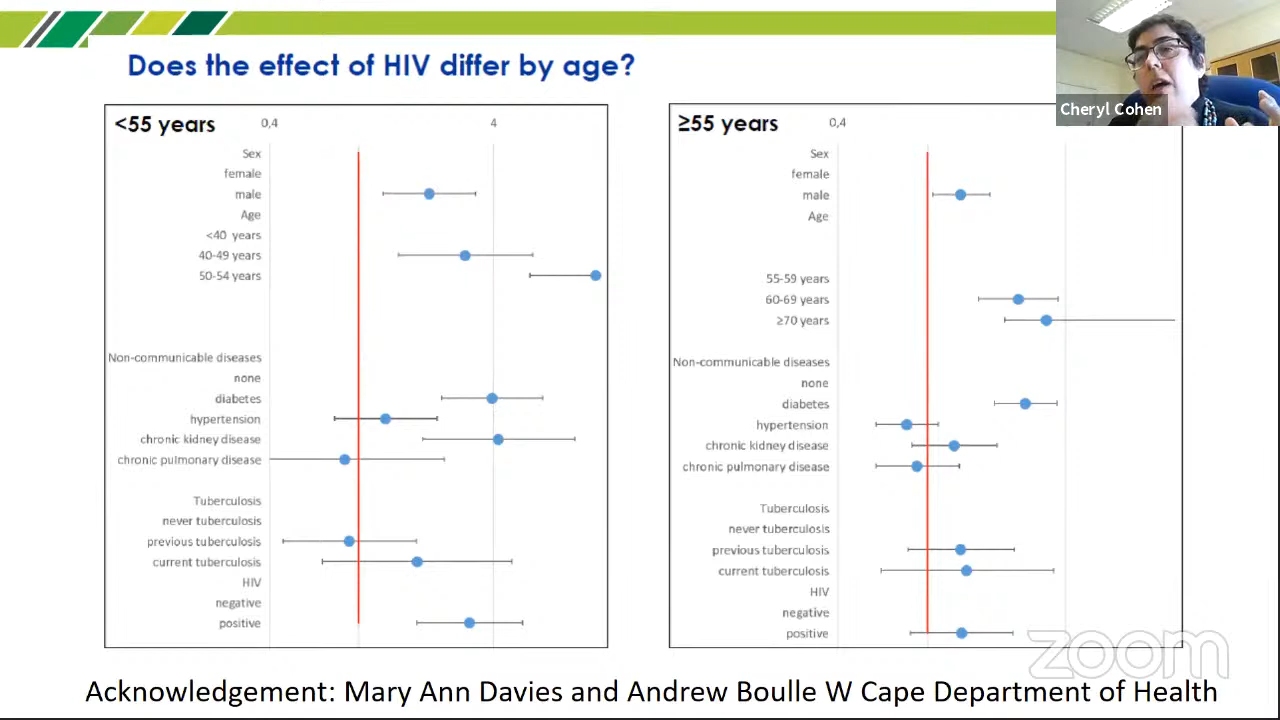 Does the effect of HIV differ by age?
Cheryl Cohen
<55 years
0,4
4
Sex
female
male
Age
<40 years
40-49 years
50-54 years
Non-communicable diseases
none
diabetes
hypertension
chronic kidney disease
chronic pulmonary disease
Tuberculosis
never tuberculosis
previous tuberculosis
current tuberculosis
HIV
negative
positive
≥55 years
0,4
Sex
female
male
Age
55-59 years
60-69 years
≥70 years
Non-communicable diseases
none
diabetes
hypertension
chronic kidney disease
chronic pulmonary disease
Tuberculosis
never tuberculosis
previous tuberculosis
current tuberculosis
HIV
negative
positive
zoom
Acknowledgement: Mary Ann Davies and Andrew Boulle W Cape Department of Health